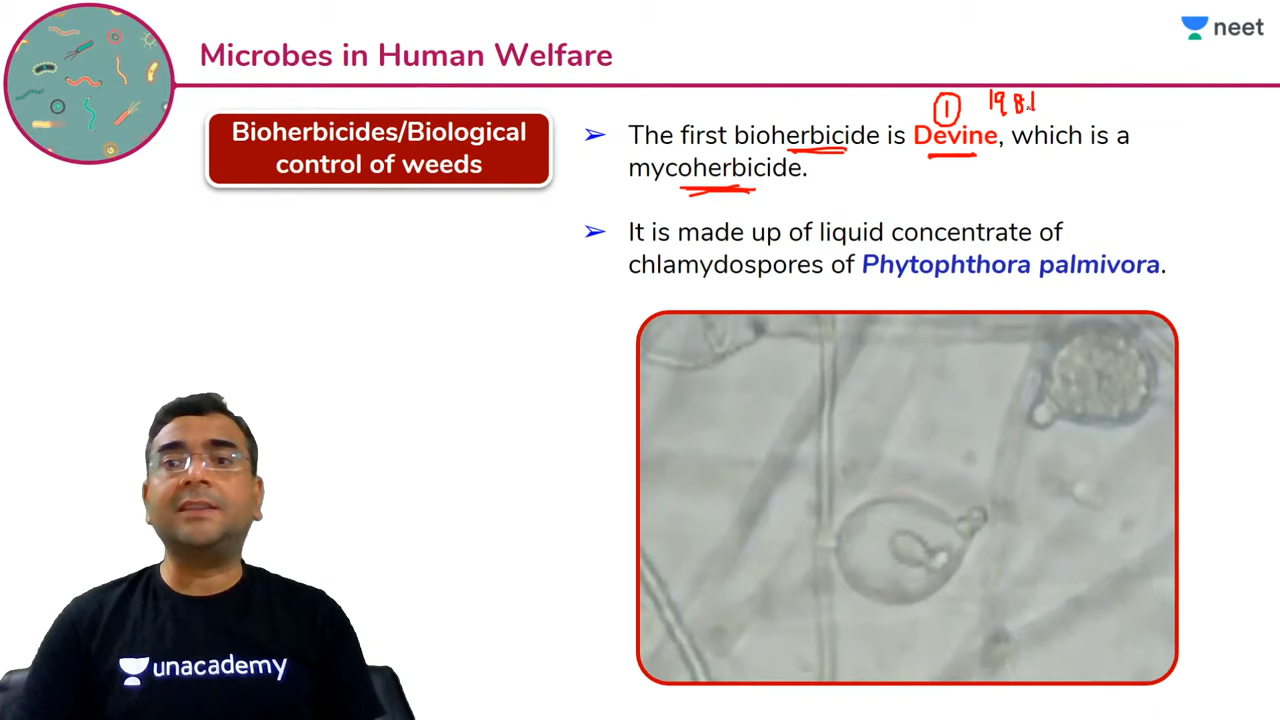 neet
Microbes in Human Welfare
Bioherbicides/Biological
control of weeds
1 1981
➢ The first bioherbicide is Devine, which is a
mycoherbicide.
➢ It is made up of liquid concentrate of
chlamydospores of Phytophthora palmivora.
unacademy